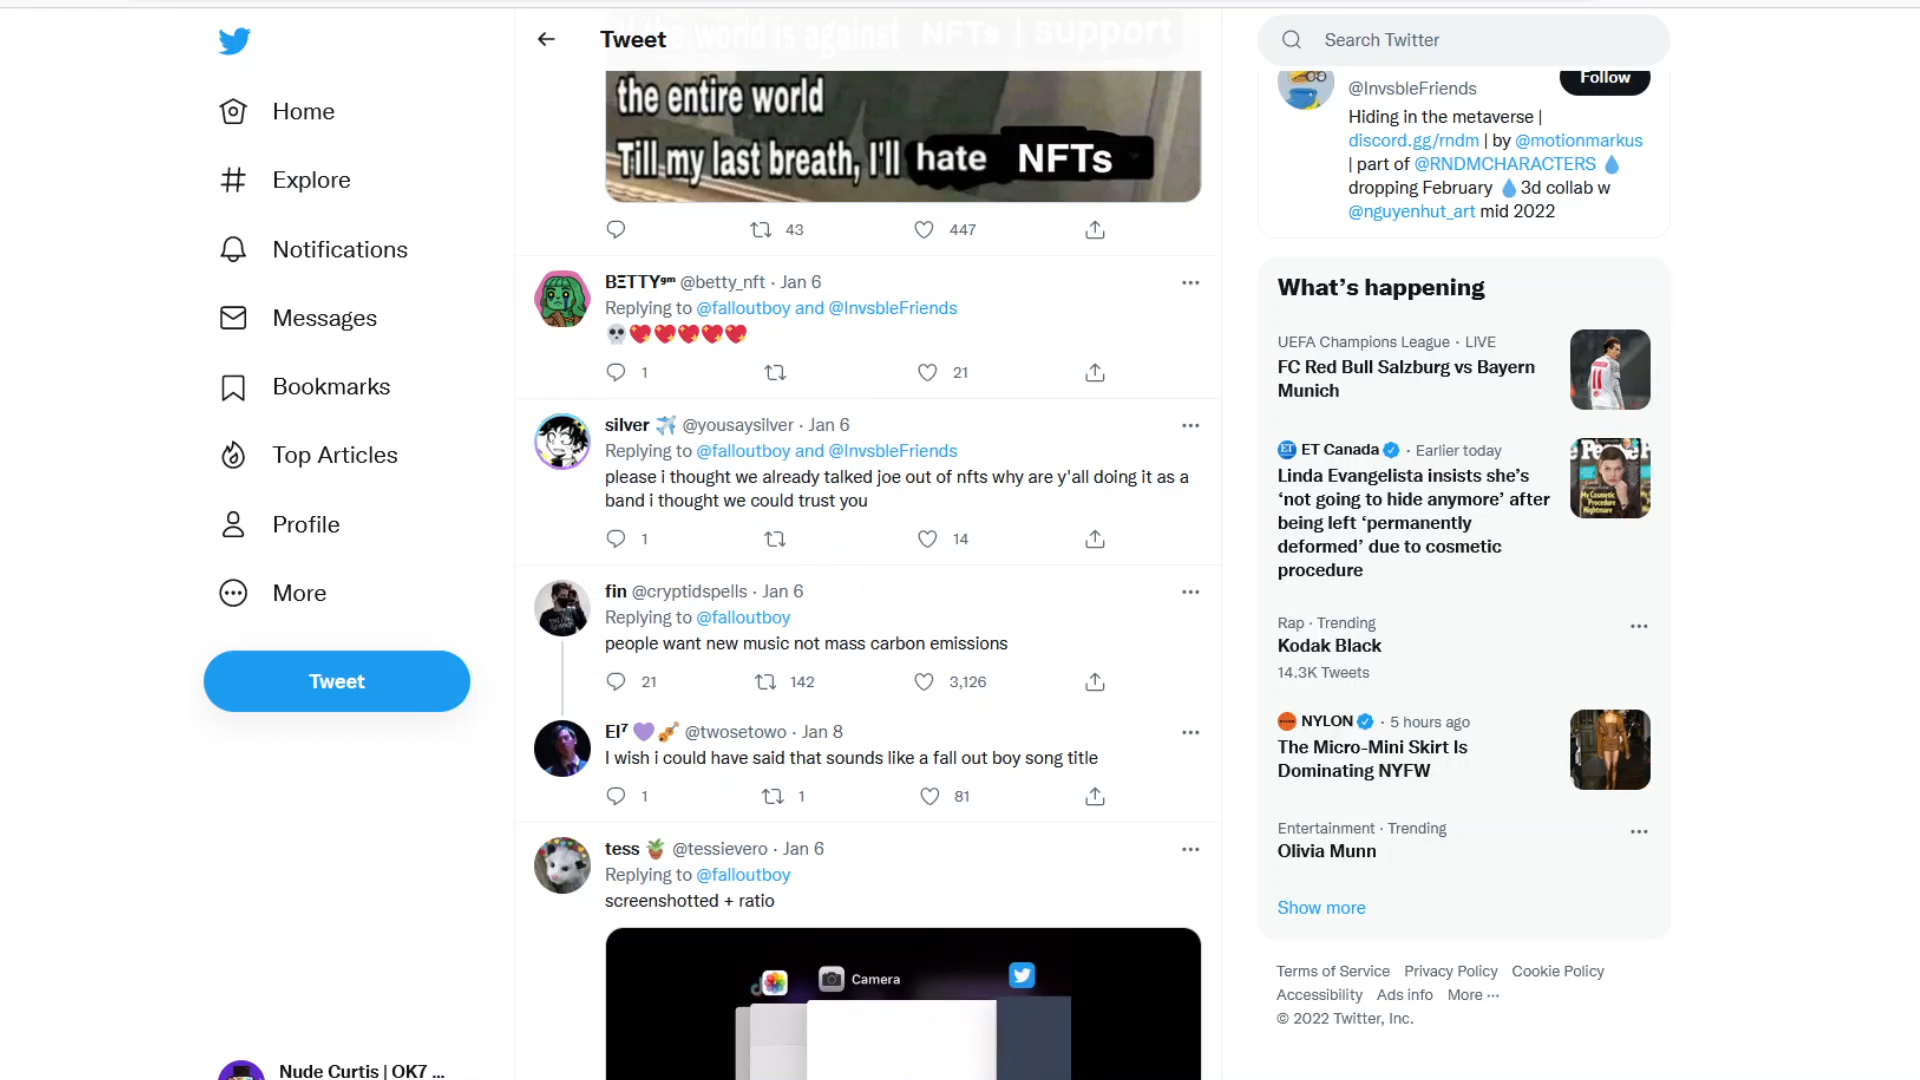 Home
Explore
Notifications
Messages
Bookmarks
Top Articles
Profile
More
Tweet
Nude Curtis | OK7 ...
Tweet
the world is against NFTs I support
the entire world
Till my last breath, I'll hate NFTs
43
447
BΞTTYᵍᵐ @betty_nft · Jan 6
Replying to @falloutboy and @InvsbleFriends
💀💖💖💖💖💖
1
21
silver ✈️ @yousaysilver · Jan 6
Replying to @falloutboy and @InvsbleFriends
please i thought we already talked joe out of nfts why are y'all doing it as a
band i thought we could trust you
1
14
fin @cryptidspells · Jan 6
Replying to @falloutboy
people want new music not mass carbon emissions
21
142
3,126
El⁷ 💜🎻 @twosetowo · Jan 8
I wish i could have said that sounds like a fall out boy song title
1
1
81
tess 🪴 @tessievero · Jan 6
Replying to @falloutboy
screenshotted + ratio
Camera
Search Twitter
@InvsbleFriends
Follow
Hiding in the metaverse |
discord.gg/rndm | by @motionmarkus
| part of @RNDMCHARACTERS 💧
dropping February 💧3d collab w
@nguyenhut_art mid 2022
What's happening
UEFA Champions League · LIVE
FC Red Bull Salzburg vs Bayern
Munich
11
ET
ET Canada · Earlier today
Linda Evangelista insists she's
'not going to hide anymore' after
being left 'permanently
deformed' due to cosmetic
procedure
My Cosmetic
Procedure
Nightmare
Rap · Trending
Kodak Black
14.3K Tweets
NYLON · 5 hours ago
The Micro-Mini Skirt Is
Dominating NYFW
Entertainment · Trending
Olivia Munn
Show more
Terms of Service Privacy Policy Cookie Policy
Accessibility Ads info More ···
© 2022 Twitter, Inc.